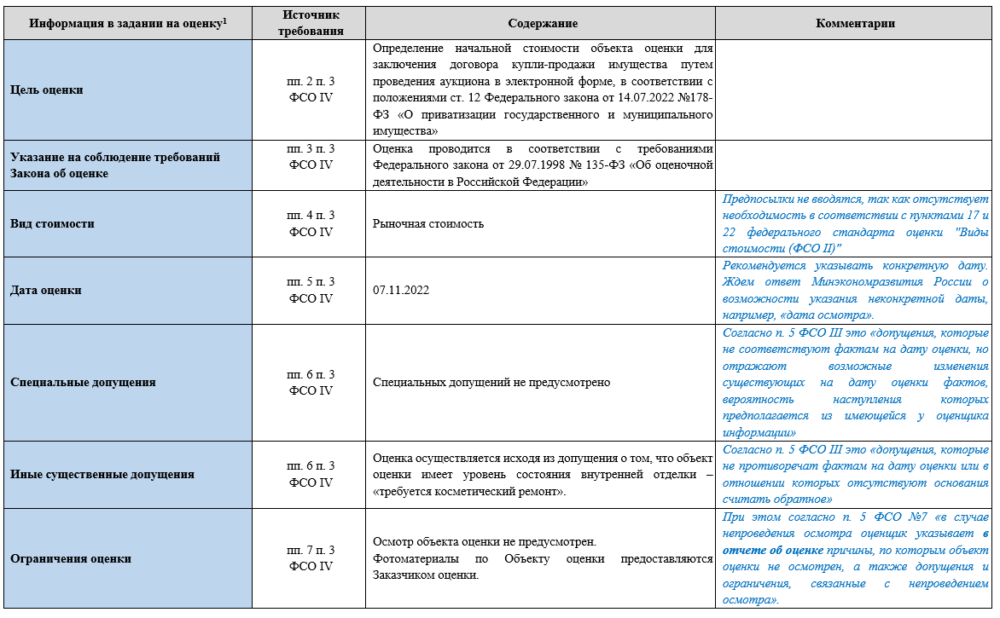 Информация в задании на оценку¹
Источник
требования
Содержание
Комментарии
Цель оценки
пп. 2 п. 3
ФСО IV
Определение начальной стоимости объекта оценки для
заключения договора купли-продажи имущества путем
проведения аукциона в электронной форме, в соответствии с
положениями ст. 12 Федерального закона от 14.07.2022 №178-
ФЗ «О приватизации государственного и муниципального
имущества»
Указание на соблюдение требований
Закона об оценке
пп. 3 п. 3
ФСО IV
Оценка проводится в соответствии с требованиями
Федерального закона от 29.07.1998 № 135-ФЗ «Об оценочной
деятельности в Российской Федерации»
Вид стоимости
пп. 4 п. 3
ФСО IV
Рыночная стоимость
Предпосылки не вводятся, так как отсутствует
необходимость в соответствии с пунктами 17 и
22 федерального стандарта оценки "Виды
стоимости (ФСО II)"
Дата оценки
пп. 5 п. 3
ФСО IV
07.11.2022
Рекомендуется указывать конкретную дату.
Ждем ответ Минэкономразвития России о
возможности указания неконкретной даты,
например, «дата осмотра».
Специальные допущения
пп. 6 п. 3
ФСО IV
Специальных допущений не предусмотрено
Согласно п. 5 ФСО III это «допущения, которые
не соответствуют фактам на дату оценки, но
отражают возможные изменения
существующих на дату оценки фактов,
вероятность наступления которых
предполагается из имеющейся у оценщика
информации»
Иные существенные допущения
пп. 6 п. 3
ФСО IV
Оценка осуществляется исходя из допущения о том, что объект
оценки имеет уровень состояния внутренней отделки –
«требуется косметический ремонт».
Согласно п. 5 ФСО III это «допущения, которые
не противоречат фактам на дату оценки или в
отношении которых отсутствуют основания
считать обратное»
Ограничения оценки
пп. 7 п. 3
ФСО IV
Осмотр объекта оценки не предусмотрен.
Фотоматериалы по Объекту оценки предоставляются
Заказчиком оценки.
При этом согласно п. 5 ФСО №7 «в случае
непроведения осмотра оценщик указывает в
отчете об оценке причины, по которым объект
оценки не осмотрен, а также допущения и
ограничения, связанные с непроведением
осмотра».